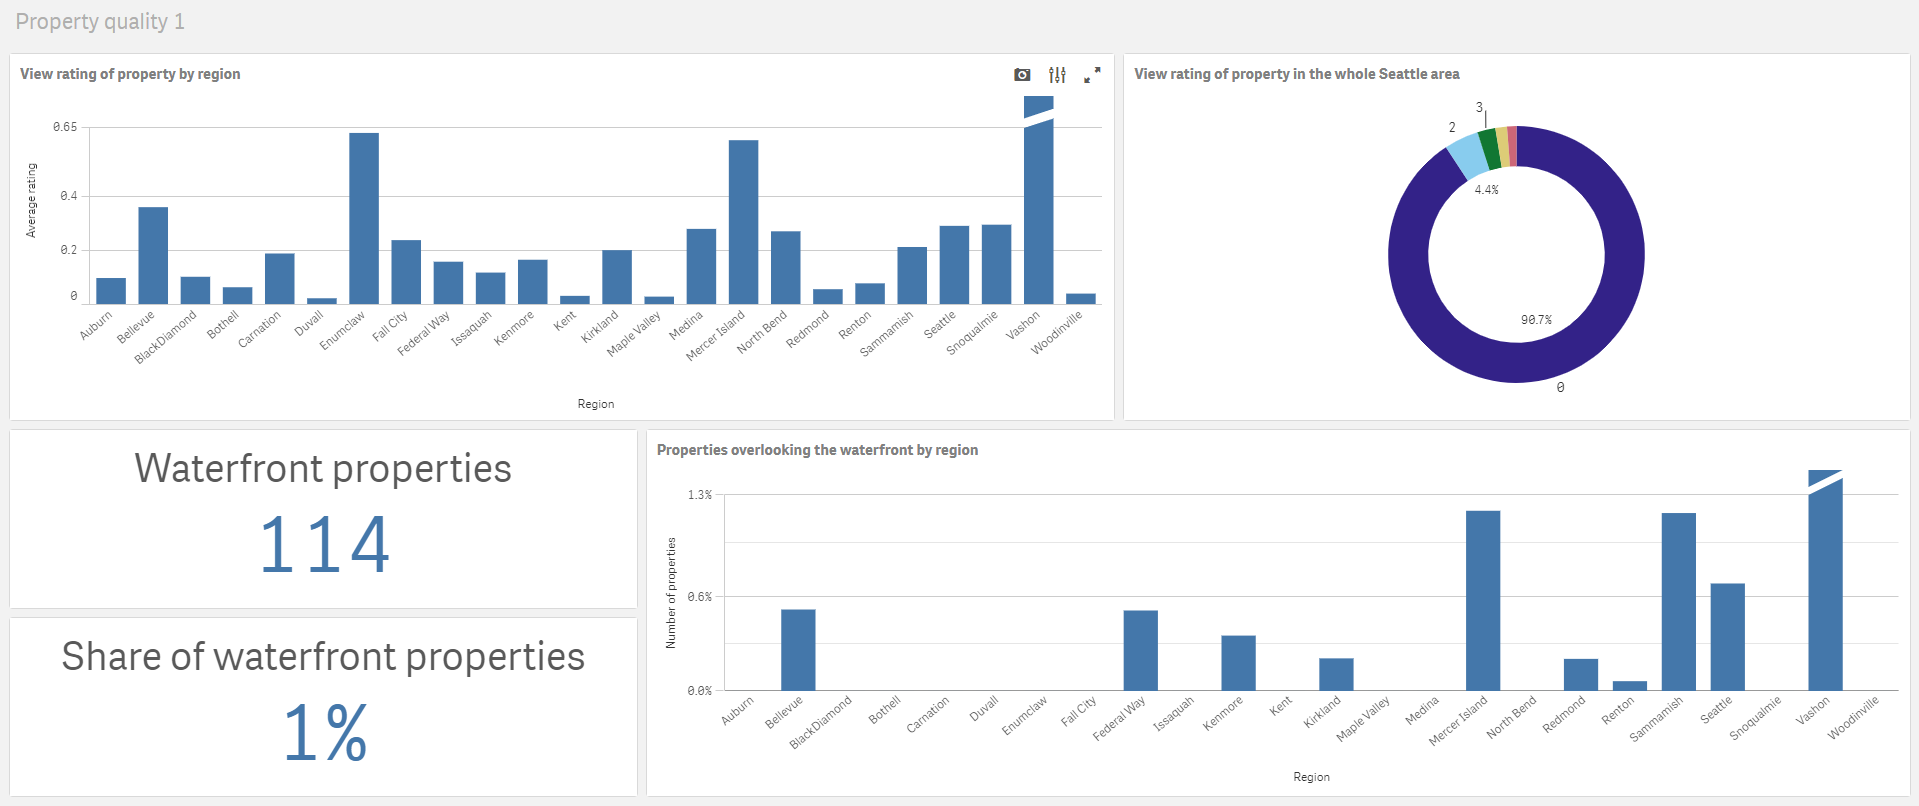 Property quality 1
View rating of property by region
0.65
0.4
0.2
0
Average rating
Auburn
Bellevue
BlackDiamond
Bothell
Carnation
Duvall
Enumclaw
Fall City
Federal Way
Issaquah
Kenmore
Kent
Kirkland
Maple Valley
Medina
Mercer Island
North Bend
Redmond
Renton
Sammamish
Seattle
Snoqualmie
Vashon
Woodinville
Region
View rating of property in the whole Seattle area
3
2
4.4%
90.7%
0
Waterfront properties
114
Share of waterfront properties
1%
Properties overlooking the waterfront by region
1.3%
0.6%
0.0%
Number of properties
Auburn
Bellevue
BlackDiamond
Bothell
Carnation
Duvall
Enumclaw
Fall City
Federal Way
Issaquah
Kenmore
Kent
Kirkland
Maple Valley
Medina
Mercer Island
North Bend
Redmond
Renton
Sammamish
Seattle
Snoqualmie
Vashon
Woodinville
Region